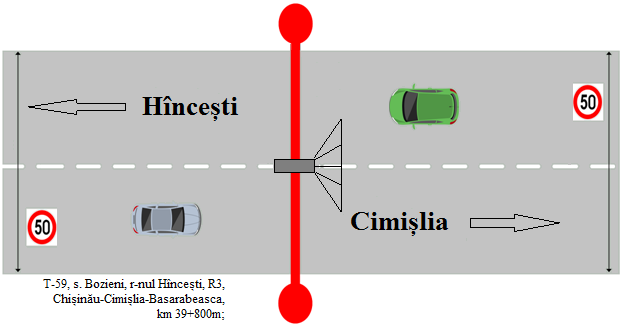 Hîncești
50
50
Cimișlia
T-59, s. Bozieni, r-nul Hîncești, R3,
Chișinău-Cimișlia-Basarabeasca,
km 39+800m;